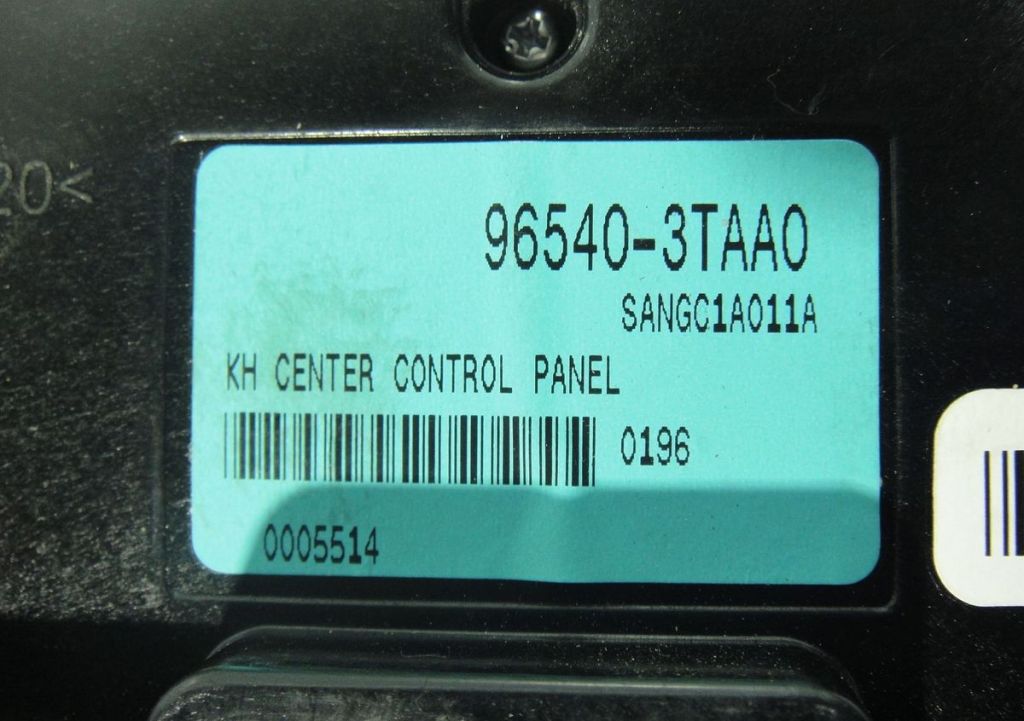 20<
96540-3TAA0
SANGC1A011A
KH CENTER CONTROL PANEL
0196
0005514